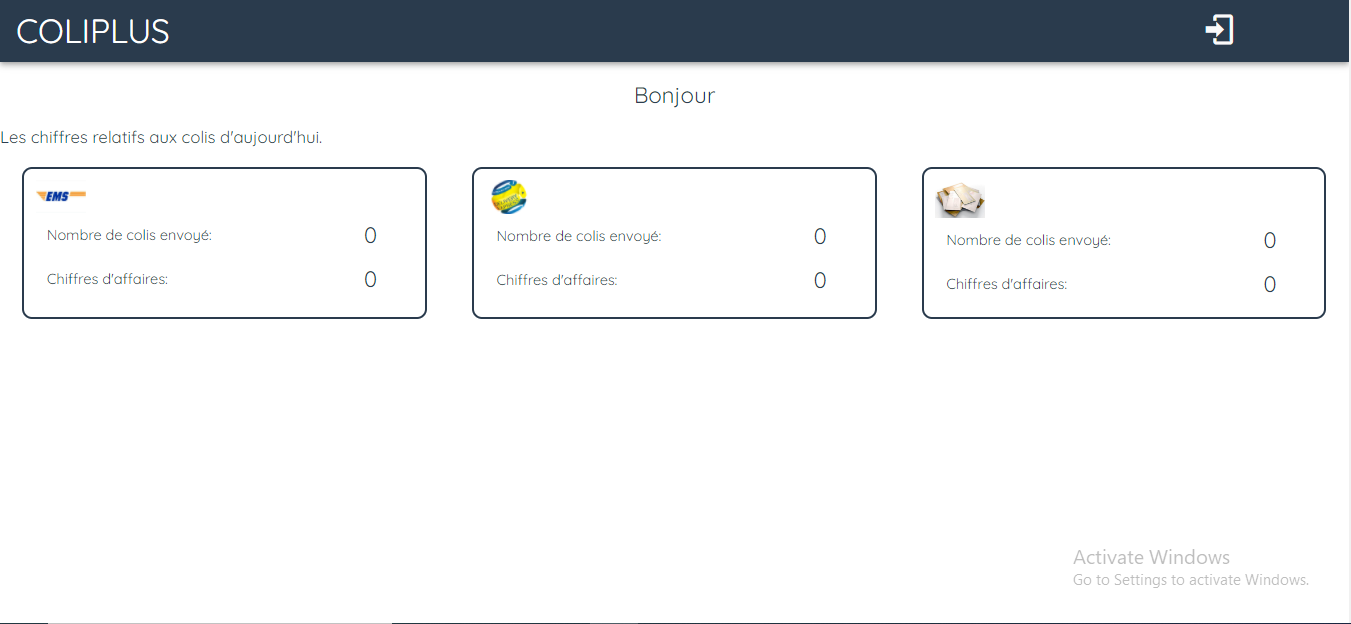 COLIPLUS
Bonjour
Les chiffres relatifs aux colis d'aujourd'hui.
EMS
Nombre de colis envoyé: 0
Chiffres d'affaires: 0
Nombre de colis envoyé: 0
Chiffres d'affaires: 0
Nombre de colis envoyé: 0
Chiffres d'affaires: 0
Activate Windows
Go to Settings to activate Windows.